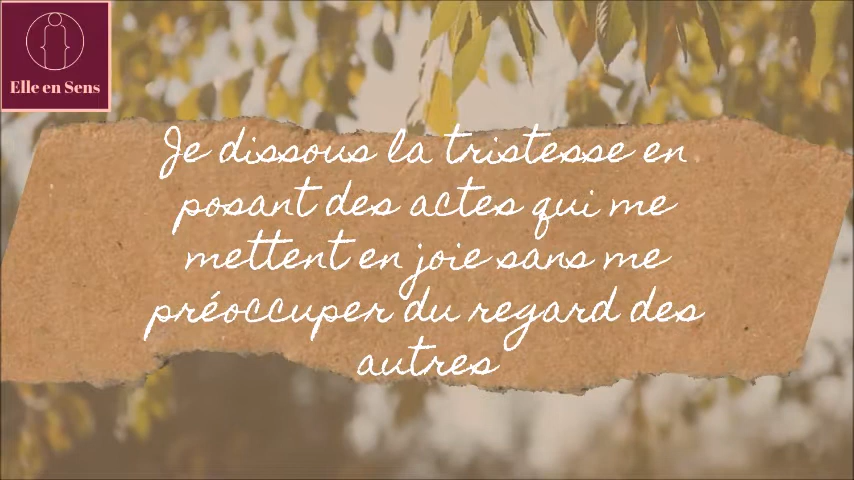 Elle en Sens
Je dissous la tristesse en
posant des actes qui me
mettent en joie sans me
préoccuper du regard des
autres